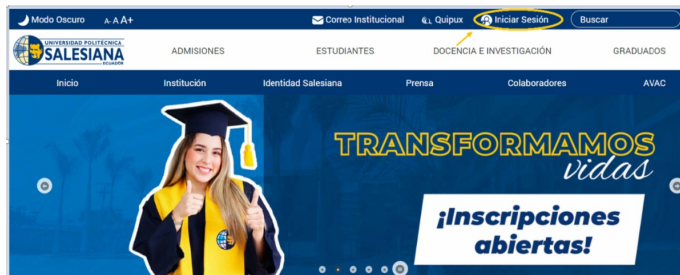 Modo Oscuro A- A A+ Correo Institucional Quipux Iniciar Sesión Buscar
UNIVERSIDAD POLITÉCNICA
SALESIANA
ECUADOR
ADMISIONES ESTUDIANTES DOCENCIA E INVESTIGACIÓN GRADUADOS
Inicio Institución Identidad Salesiana Prensa Colaboradores AVAC
TRANSFORMAMOS
vidas
¡Inscripciones
abiertas!